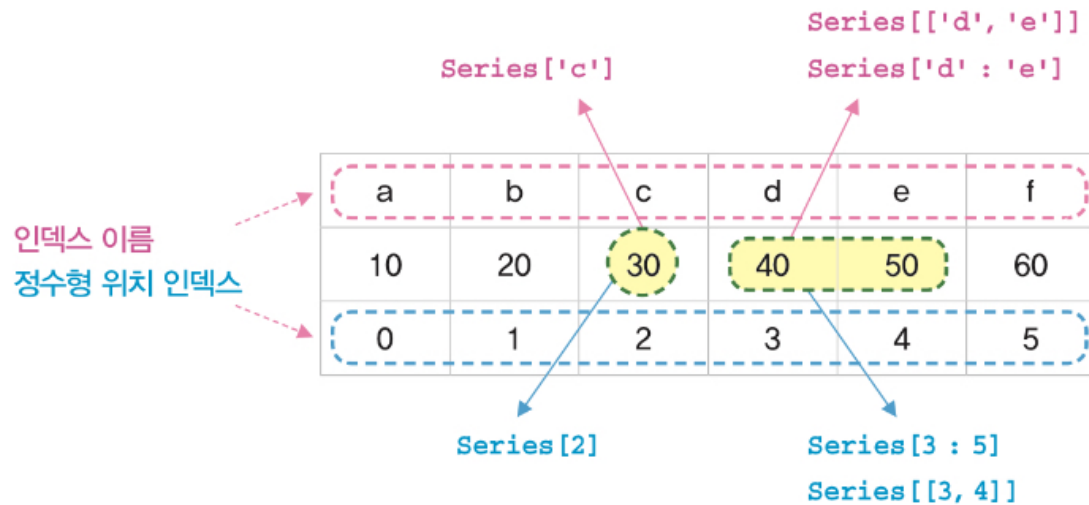 Series[['d', 'e']]
Series['c']
Series['d' : 'e']
a b c d e f
인덱스 이름
정수형 위치 인덱스
10 20 30 40 50 60
0 1 2 3 4 5
Series[2]
Series[3 : 5]
Series[[3, 4]]